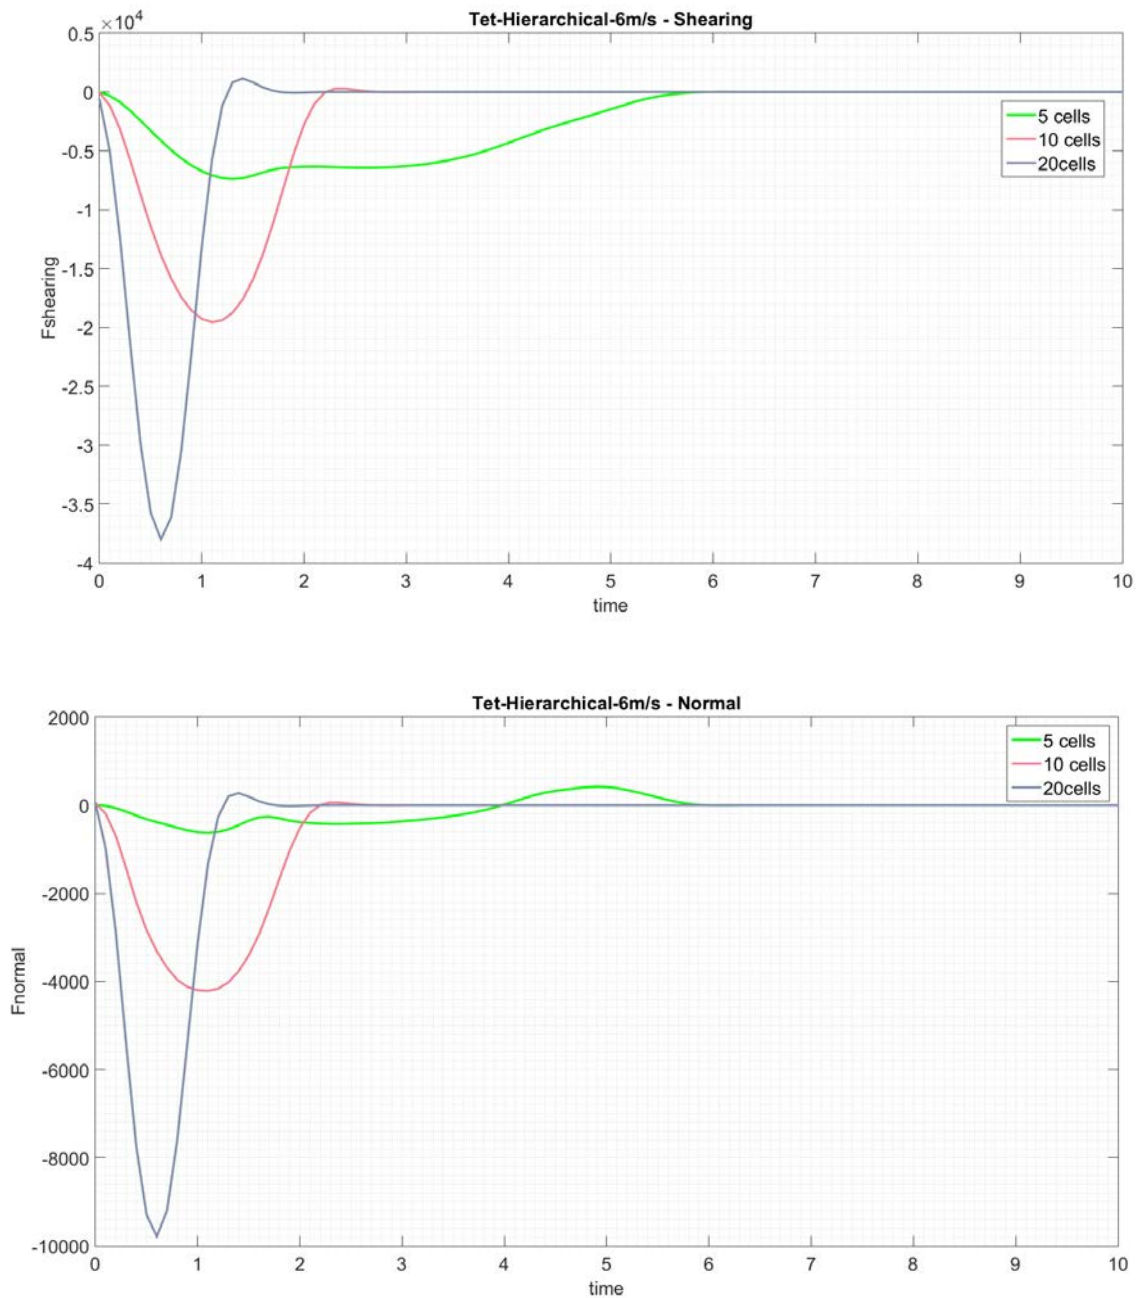 Tet-Hierarchical-6m/s - Shearing
×10⁴
0.5
0
-0.5
-1
-1.5
-2
-2.5
-3
-3.5
-4
Fshearing
5 cells
10 cells
20cells
0 1 2 3 4 5 6 7 8 9 10
time
Tet-Hierarchical-6m/s - Normal
2000
0
-2000
-4000
-6000
-8000
-10000
Fnormal
5 cells
10 cells
20cells
0 1 2 3 4 5 6 7 8 9 10
time